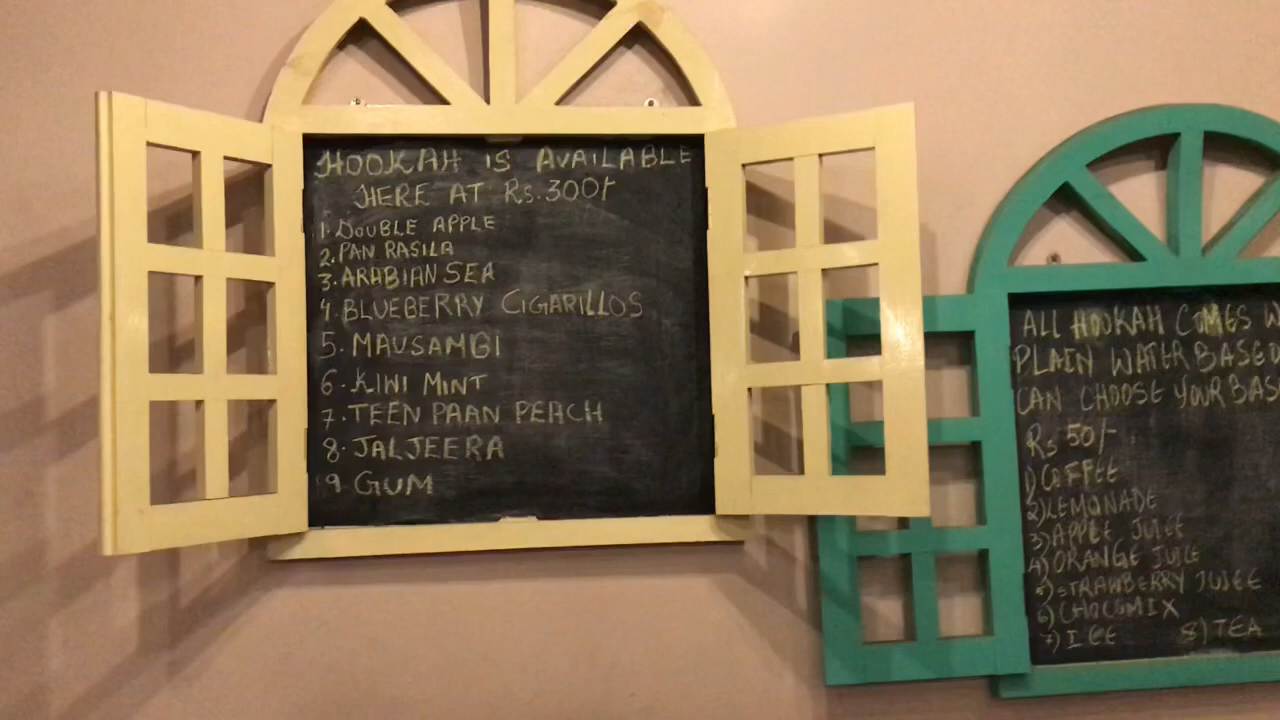 HOOKAH IS AVAILABLE
HERE AT Rs. 300/-
1. DOUBLE APPLE
2. PAN RASILA
3. ARABIAN SEA
4. BLUEBERRY CIGARILLOS
5. MAUSAMBI
6. KIWI MINT
7. TEEN PAAN PEACH
8. JALJEERA
9. GUM
ALL HOOKAH COMES
PLAIN WATER BASED
CAN CHOOSE YOUR BAS
Rs 50/-
1) COFFEE
2) LEMONADE
3) APPLE JUICE
4) ORANGE JUICE
5) STRAWBERRY JUICE
6) CHOCOMIX
7) ICE 8) TEA